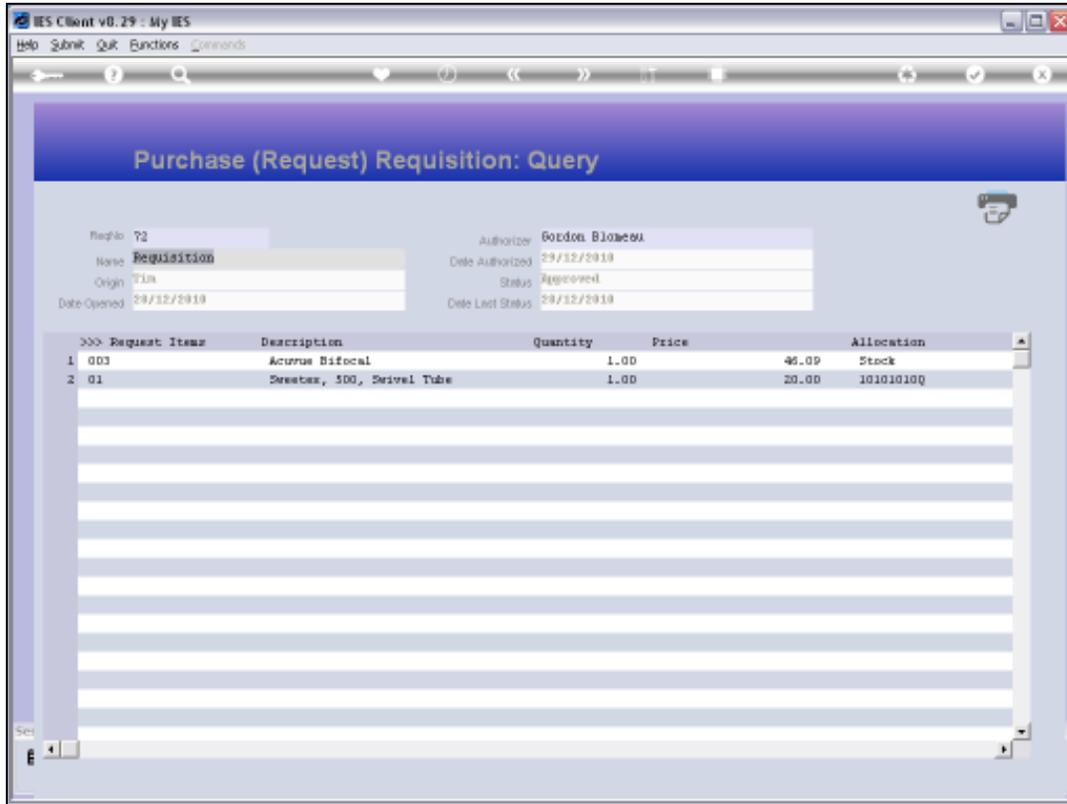 IES Client v8.29 : My IES
Help Submit Quit Functions Commands
Purchase (Request) Requisition: Query
ReqNo 72
Authorizer Gordon Blomeau
Name Requisition
Date Authorized 29/12/2010
Origin Tim
Status Approved
Date Opened 28/12/2010
Date Last Status 28/12/2010
>>> Request Items Description Quantity Price Allocation
1 003 Acuvue Bifocal 1.00 46.09 Stock
2 01 Sweetex, 500, Swivel Tube 1.00 20.00 10101010Q
Ses